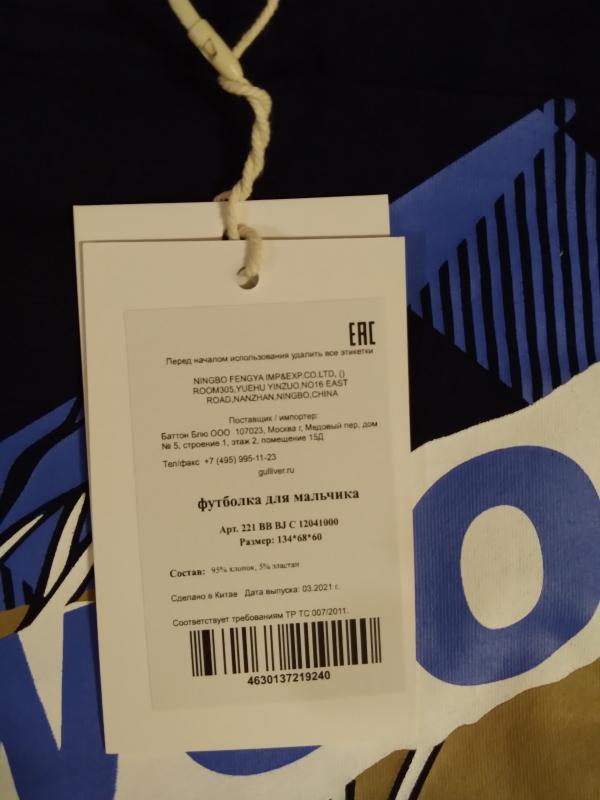 EAC
Перед началом использования удалить все этикетки
NINGBO FENGYA IMP&EXP.CO.LTD, ()
ROOM305,YUEHU YINZUO,NO16 EAST
ROAD,NANZHAN,NINGBO,CHINA
Поставщик / импортер:
Баттон Блю ООО 107023, Москва г, Медовый пер, дом
№ 5, строение 1, этаж 2, помещение 15Д
Тел/факс +7 (495) 995-11-23
gulliver.ru
футболка для мальчика
Арт. 221 BB BJ C 12041000
Размер: 134*68*60
Состав: 95% хлопок, 5% эластан
Сделано в Китае Дата выпуска: 03.2021 г.
Соответствует требованиям ТР ТС 007/2011.
4630137219240